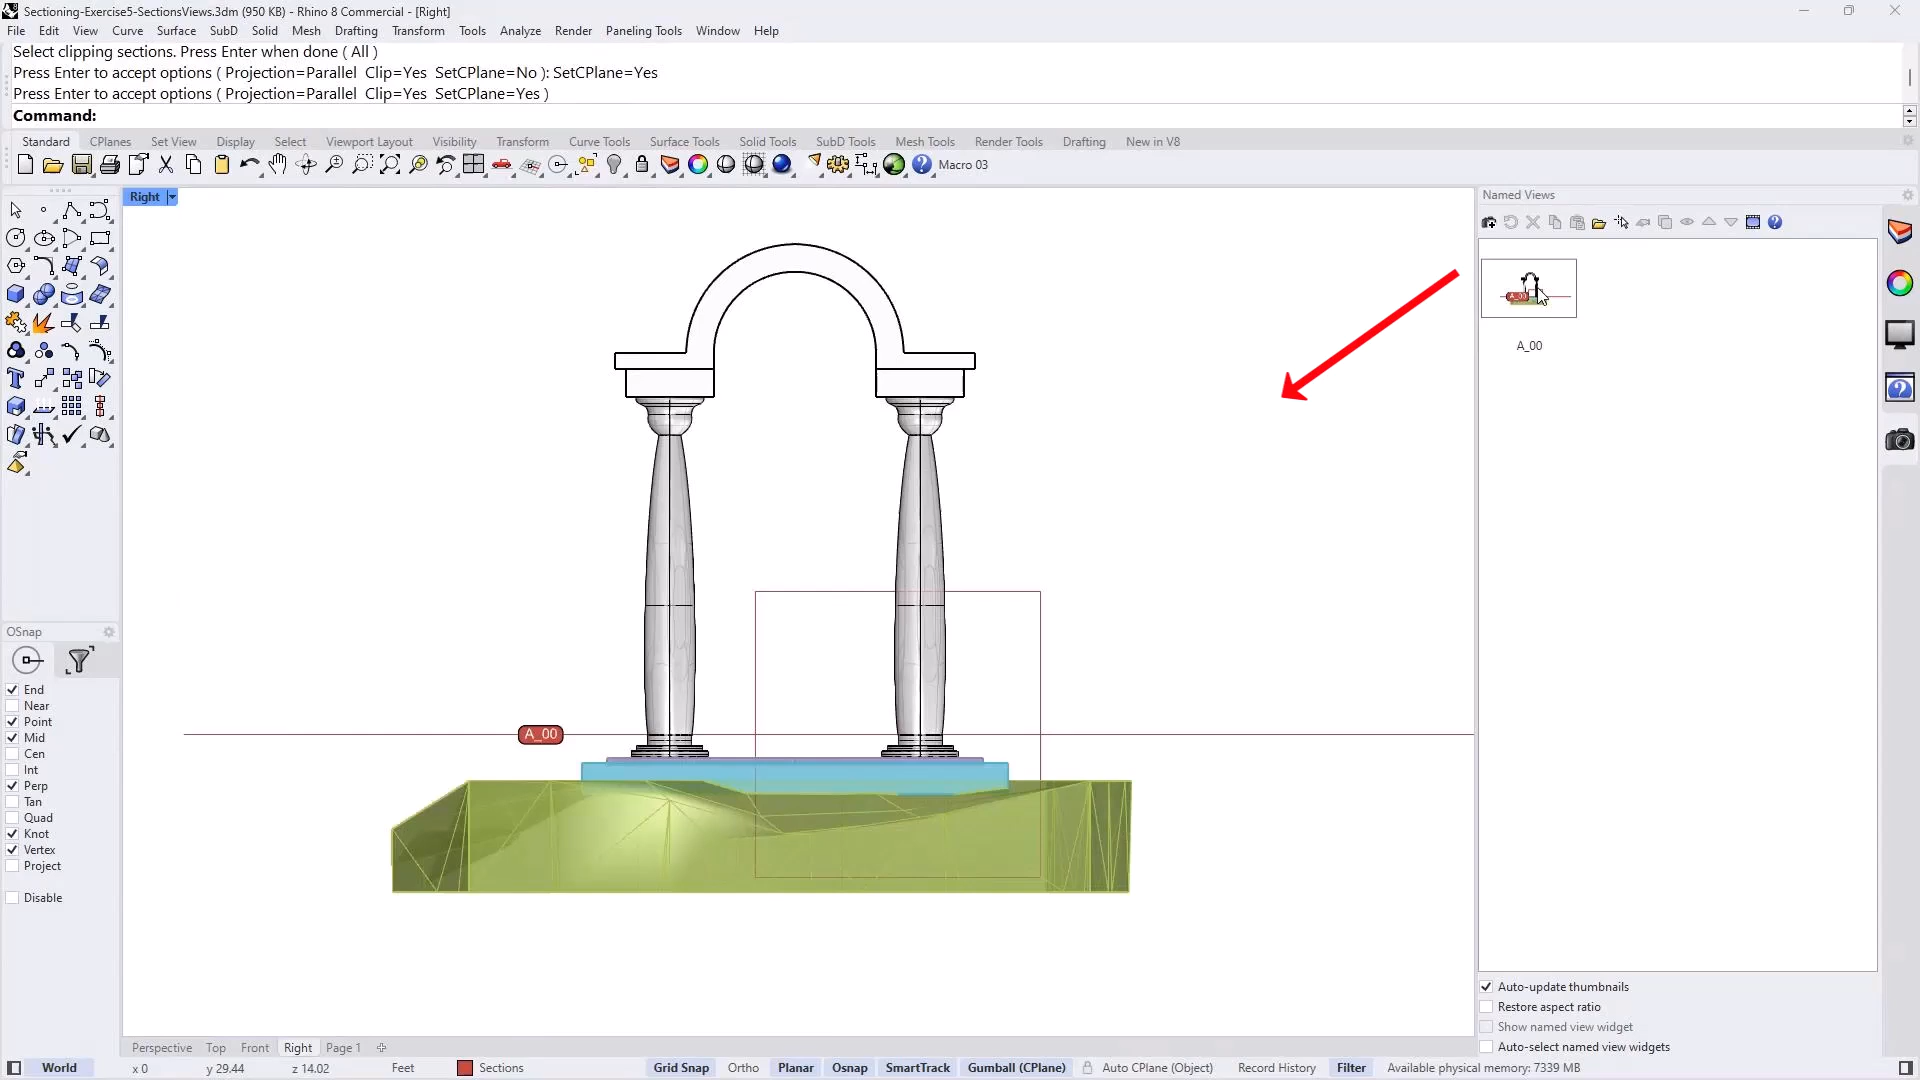 Sectioning-Exercise5-SectionsViews.3dm (950 KB) - Rhino 8 Commercial - [Right]
File Edit View Curve Surface SubD Solid Mesh Drafting Transform Tools Analyze Render Paneling Tools Window Help
Select clipping sections. Press Enter when done ( All )
Press Enter to accept options ( Projection=Parallel Clip=Yes SetCPlane=No ): SetCPlane=Yes
Press Enter to accept options ( Projection=Parallel Clip=Yes SetCPlane=Yes )
Command:
Standard CPlanes Set View Display Select Viewport Layout Visibility Transform Curve Tools Surface Tools Solid Tools SubD Tools Mesh Tools Render Tools Drafting New in V8
Macro 03
Right
Named Views
A_00
A_00
A_00
OSnap
End
Near
Point
Mid
Cen
Int
Perp
Tan
Quad
Knot
Vertex
Project
Disable
Auto-update thumbnails
Restore aspect ratio
Show named view widget
Auto-select named view widgets
Perspective Top Front Right Page 1
World x 0 y 29.44 z 14.02 Feet Sections Grid Snap Ortho Planar Osnap SmartTrack Gumball (CPlane) Auto CPlane (Object) Record History Filter Available physical memory: 7339 MB